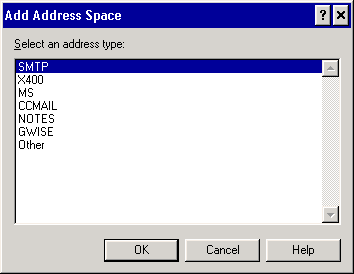 Add Address Space
Select an address type:
SMTP
X400
MS
CCMAIL
NOTES
GWISE
Other
OK Cancel Help